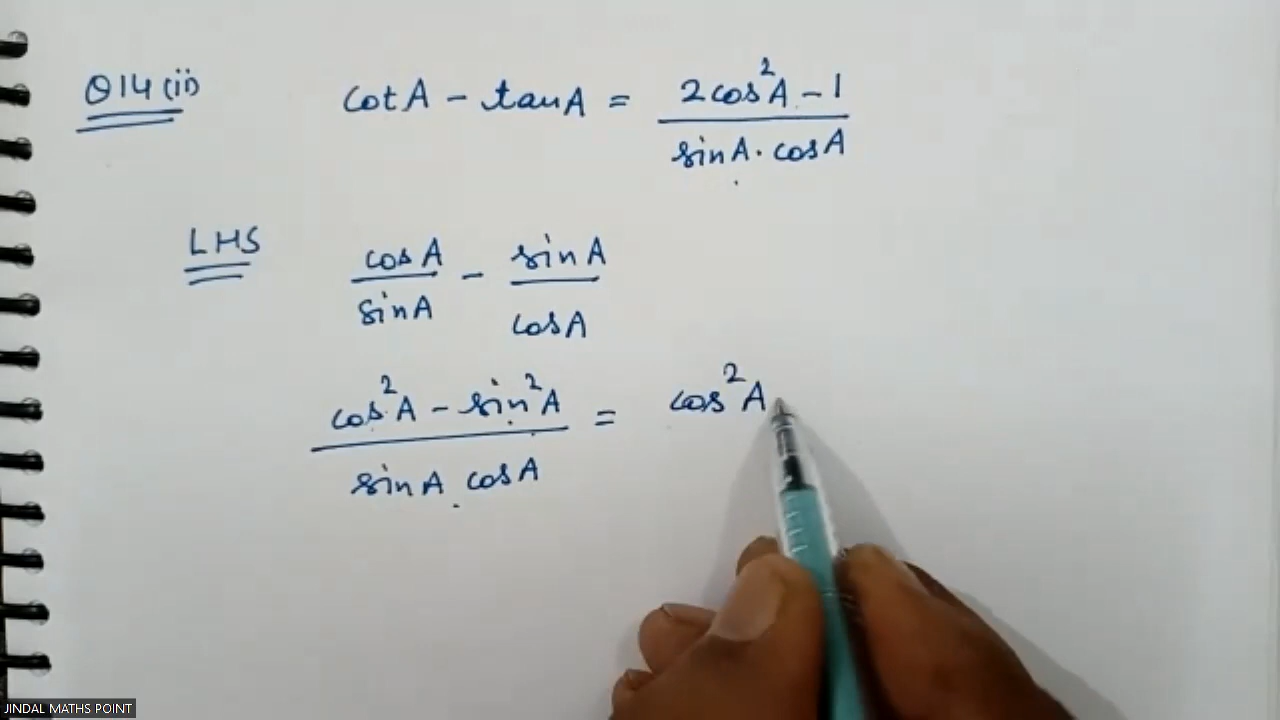 Q14 (ii) cotA - tanA = 2cos²A - 1 / sinA . cosA
LHS cosA / sinA - sinA / cosA
cos²A - sin²A / sinA . cosA = cos²A
JINDAL MATHS POINT